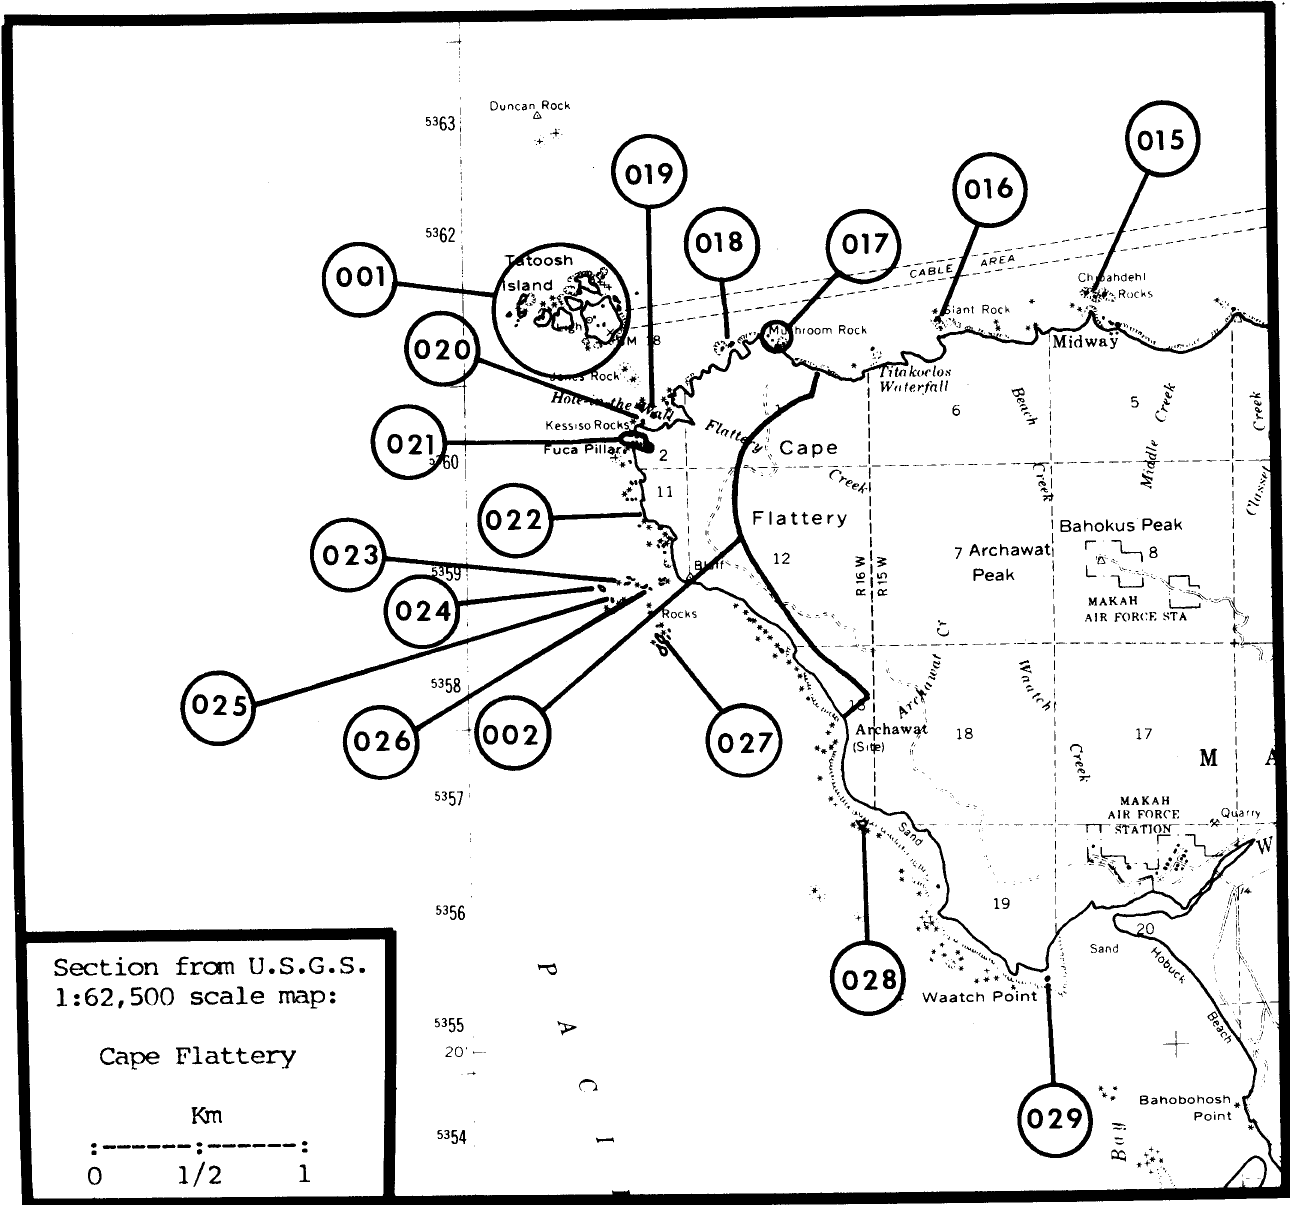 Duncan Rock
5363
015
019
016
018
017
5362
001
Tatoosh
Island
CABLE AREA
Chibahdehl
Rocks
Slant Rock
Mushroom Rock
Light
Midway
020
Jones Rock
Titakoclos
Waterfall
Hole-in-the-Wall
6
Beach
Creek
5
Middle Creek
Creek
Classet
Kessiso Rocks
Flattery
Creek
Cape
021
5360
Fuca Pillar
2
11
022
Flattery
Bahokus Peak
023
12
7 Archawat
Peak
8
5359
Bluff
R 16 W
R 15 W
024
MAKAH
AIR FORCE STA
Rocks
Archawat Cr
Waatch
Creek
5358
025
026
002
027
Archawat
(Site)
18
17
M A
5357
MAKAH
AIR FORCE
STATION
Quarry
Sand
W
5356
19
20
Sand
Hobuck
Beach
Section from U.S.G.S.
1:62,500 scale map:
Cape Flattery
Km
0 1/2 1
P A C I
028
Waatch Point
5355
20'
029
Bahobohosh
Point
5354
Bay